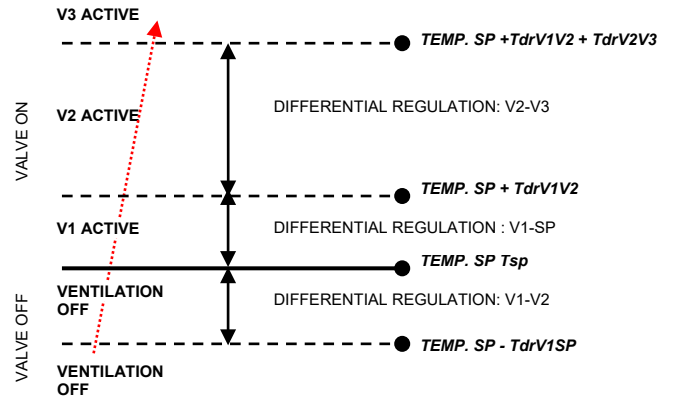 V3 ACTIVE
TEMP. SP +TdrV1V2 + TdrV2V3
VALVE ON
V2 ACTIVE
DIFFERENTIAL REGULATION: V2-V3
TEMP. SP + TdrV1V2
V1 ACTIVE
DIFFERENTIAL REGULATION : V1-SP
TEMP. SP Tsp
VALVE OFF
VENTILATION
OFF
DIFFERENTIAL REGULATION: V1-V2
TEMP. SP - TdrV1SP
VENTILATION
OFF